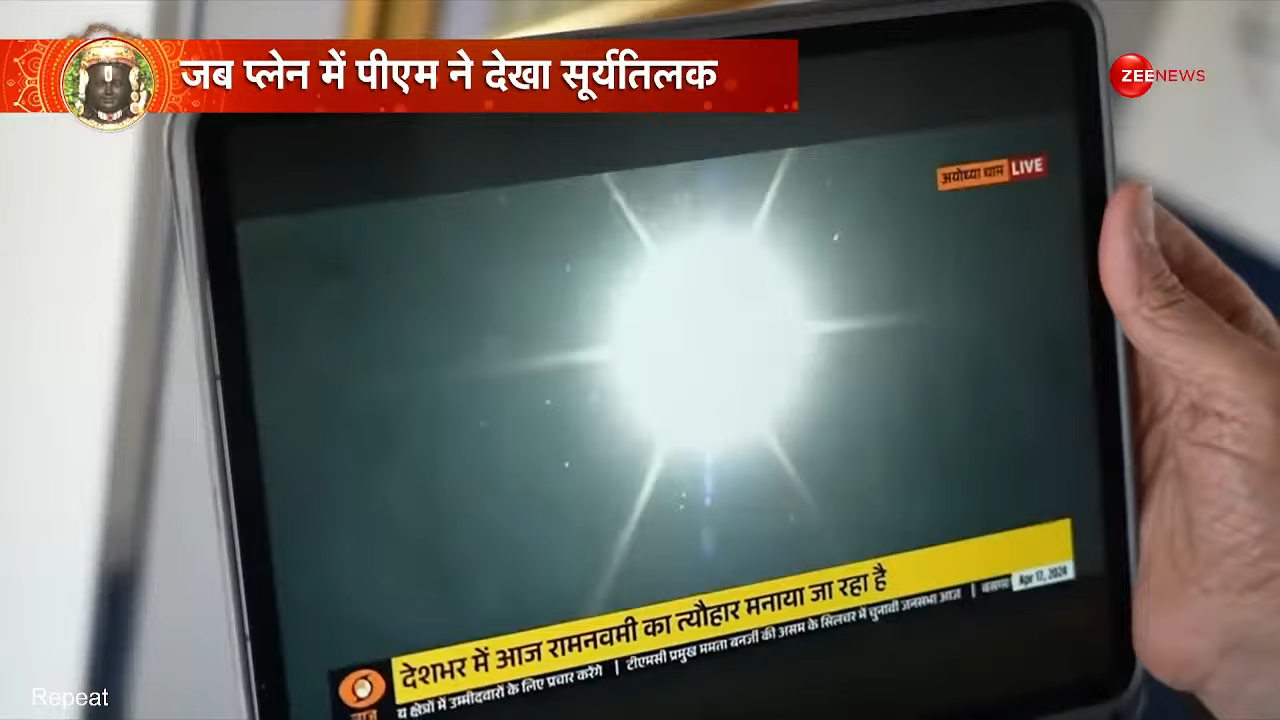 जब प्लेन में पीएम ने देखा सूर्यतिलक
ZEENEWS
अयोध्या धाम LIVE
देशभर में आज रामनवमी का त्यौहार मनाया जा रहा है
Apr 17, 2024
य क्षेत्रों में उम्मीदवारों के लिए प्रचार करेंगे | टीएमसी प्रमुख ममता बनर्जी की असम के सिलचर में चुनावी जनसभा आज |
Repeat